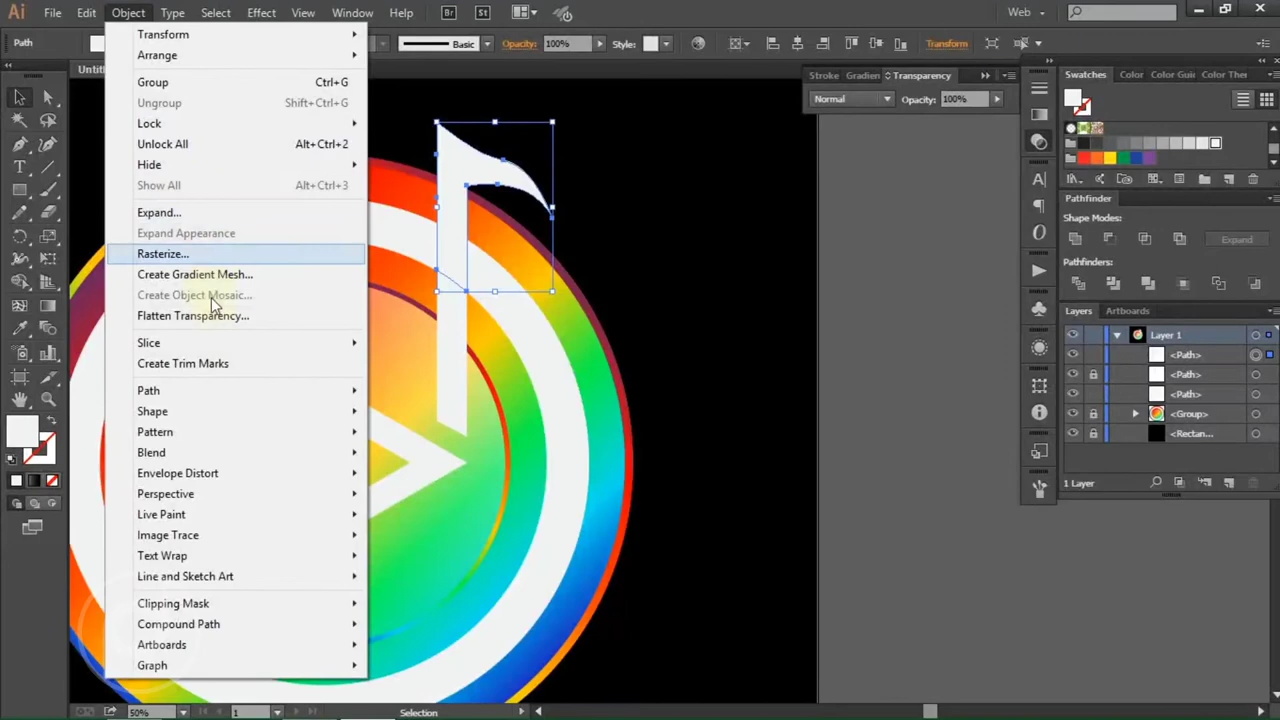 Ai File Edit Object Type Select Effect View Window Help Br St Web
Path Basic Opacity: 100% Style: Transform
Untit
Stroke Gradien Transparency
Normal Opacity: 100%
Swatches Color Color Gui Color Ther
Transform
Arrange
Group Ctrl+G
Ungroup Shift+Ctrl+G
Lock
Unlock All Alt+Ctrl+2
Hide
Show All Alt+Ctrl+3
Expand...
Expand Appearance
Rasterize...
Create Gradient Mesh...
Create Object Mosaic...
Flatten Transparency...
Slice
Create Trim Marks
Path
Shape
Pattern
Blend
Envelope Distort
Perspective
Live Paint
Image Trace
Text Wrap
Line and Sketch Art
Clipping Mask
Compound Path
Artboards
Graph
Pathfinder
Shape Modes:
Expand
Pathfinders:
Layers Artboards
Layer 1
<Path>
<Path>
<Path>
<Group>
<Rectan...
1 Layer
50% 1 Selection